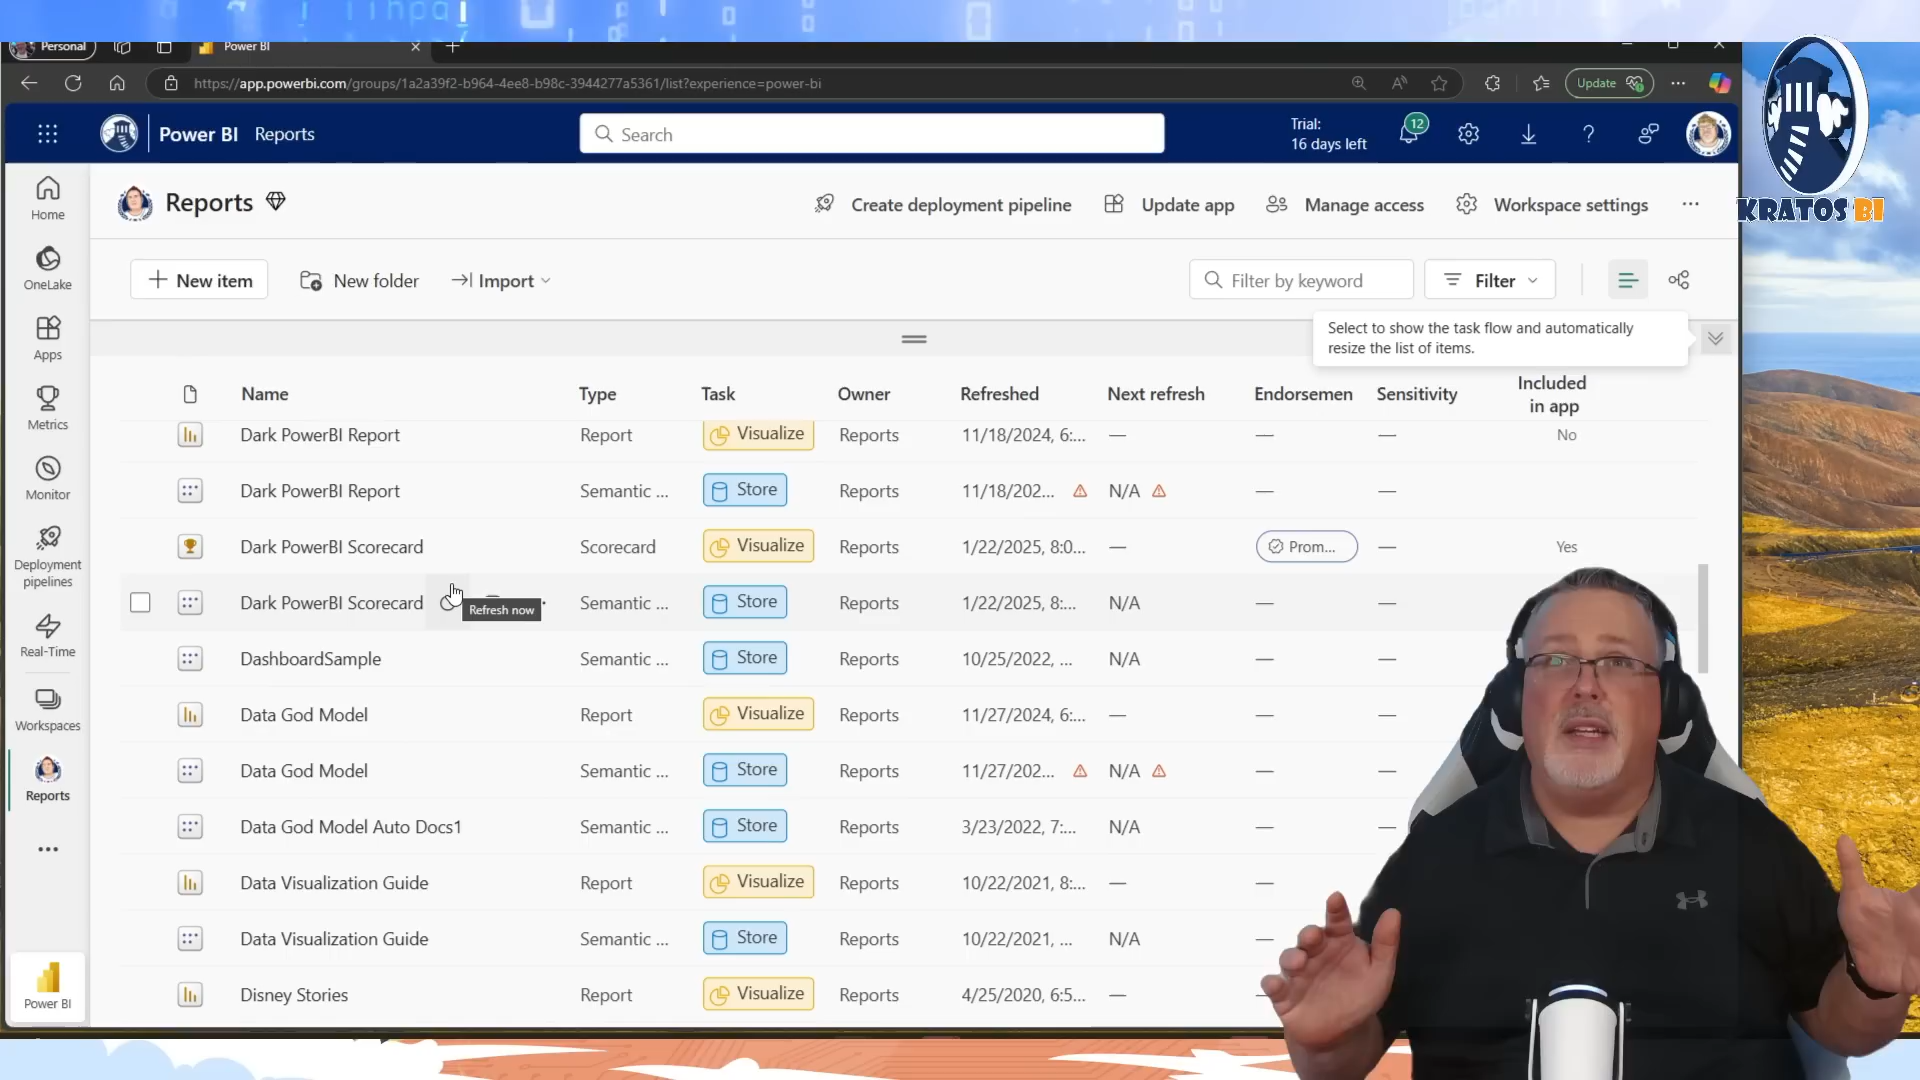 Personal
Power BI
https://app.powerbi.com/groups/1a2a39f2-b964-4ee8-b98c-3944277a5361/list?experience=power-bi
Update
Power BI Reports
Search
Trial:
16 days left
12
KRATOS BI
Home
OneLake
Apps
Metrics
Monitor
Deployment
pipelines
Real-Time
Workspaces
Reports
Power BI
Reports
Create deployment pipeline
Update app
Manage access
Workspace settings
New item
New folder
Import
Filter by keyword
Filter
Select to show the task flow and automatically
resize the list of items.
Name Type Task Owner Refreshed Next refresh Endorsemen Sensitivity Included
in app
Dark PowerBI Report Report Visualize Reports 11/18/2024, 6:... — — — No
Dark PowerBI Report Semantic ... Store Reports 11/18/202... N/A — —
Dark PowerBI Scorecard Scorecard Visualize Reports 1/22/2025, 8:0... — Prom... — Yes
Dark PowerBI Scorecard Semantic ... Store Reports 1/22/2025, 8:... N/A — —
Refresh now
DashboardSample Semantic ... Store Reports 10/25/2022, ... N/A — —
Data God Model Report Visualize Reports 11/27/2024, 6:... — — —
Data God Model Semantic ... Store Reports 11/27/202... N/A — —
Data God Model Auto Docs1 Semantic ... Store Reports 3/23/2022, 7:... N/A — —
Data Visualization Guide Report Visualize Reports 10/22/2021, 8:... — —
Data Visualization Guide Semantic ... Store Reports 10/22/2021, ... N/A —
Disney Stories Report Visualize Reports 4/25/2020, 6:5... — —